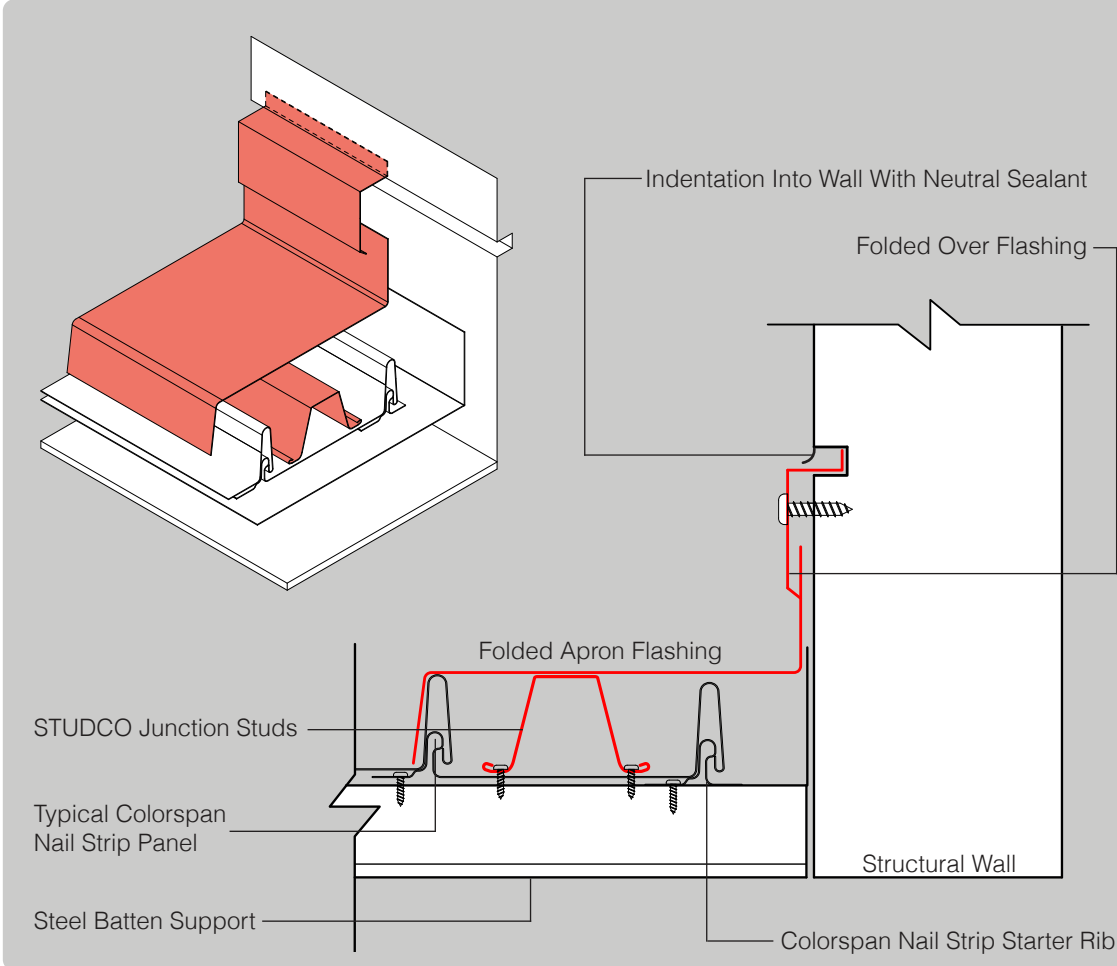 Indentation Into Wall With Neutral Sealant
Folded Over Flashing
Folded Apron Flashing
STUDCO Junction Studs
Typical Colorspan
Nail Strip Panel
Structural Wall
Steel Batten Support
Colorspan Nail Strip Starter Rib